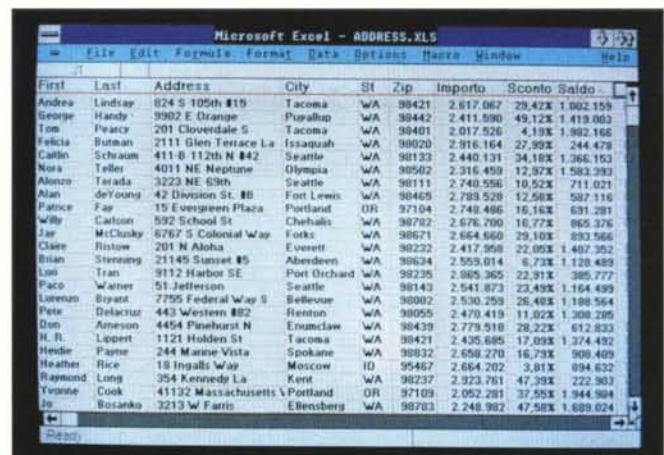 Microsoft Excel - ADDRESS.XLS
File Edit Formula Format Data Options Macro Window Help
First Last Address City St Zip Importo Sconto Saldo
Andrea Lindsay 824 S 105th #15 Tacoma WA 98421 2.617.067 29,42% 1.002.159
George Handy 9902 E Orange Puyallup WA 98442 2.411.590 49,12% 1.419.003
Tom Pearcy 201 Cloverdale S Tacoma WA 98401 2.017.526 4,19% 1.982.166
Felicia Butman 2111 Glen Terrace La Issaquah WA 98020 2.916.164 27,99% 244.478
Caitlin Schraum 411-B 112th N #42 Seattle WA 98133 2.440.131 34,18% 1.366.153
Nora Teller 4011 NE Neptune Olympia WA 98502 2.316.459 12,97% 1.583.393
Alonzo Terada 3223 NE 69th Seattle WA 98111 2.740.556 10,52% 711.021
Alan deYoung 42 Division St. #8 Fort Lewis WA 98465 2.789.528 12,58% 587.116
Patrice Fay 15 Evergreen Plaza Portland OR 97104 2.748.486 16,16% 691.281
Willy Carlson 592 School St Chehalis WA 98782 2.676.700 16,77% 865.376
Jay McClusky 6767 S Colonial Way Forks WA 98671 2.664.660 29,10% 893.566
Claire Ristow 201 N Aloha Everett WA 98232 2.417.958 22,05% 1.407.352
Brian Stenning 21145 Sunset #5 Aberdeen WA 98634 2.559.014 6,73% 1.128.489
Lori Tran 9112 Harbor SE Port Orchard WA 98235 2.865.365 22,91% 385.777
Paco Warner 51 Jefferson Seattle WA 98143 2.541.873 23,49% 1.164.499
Lorenzo Bryant 7755 Federal Way S Bellevue WA 98002 2.530.259 26,48% 1.188.564
Pete Delacruz 443 Western #82 Renton WA 98055 2.470.419 11,02% 1.308.285
Don Arneson 4454 Pinehurst N Enumclaw WA 98439 2.779.518 28,22% 612.833
H. R. Lippert 1121 Holden St Tacoma WA 98421 2.435.685 17,09% 1.374.492
Heidie Payne 244 Marine Vista Spokane WA 98832 2.658.270 16,79% 908.409
Heather Rice 18 Ingalls Way Moscow ID 95467 2.664.202 3,81% 894.632
Raymond Long 354 Kennedy La Kent WA 98237 2.923.761 47,39% 222.903
Yvonne Cook 41132 Massachusetts Portland OR 97109 2.052.281 37,55% 1.944.984
Jo Bosanko 3213 W Farris Ellensberg WA 98783 2.248.982 47,58% 1.689.024
Ready